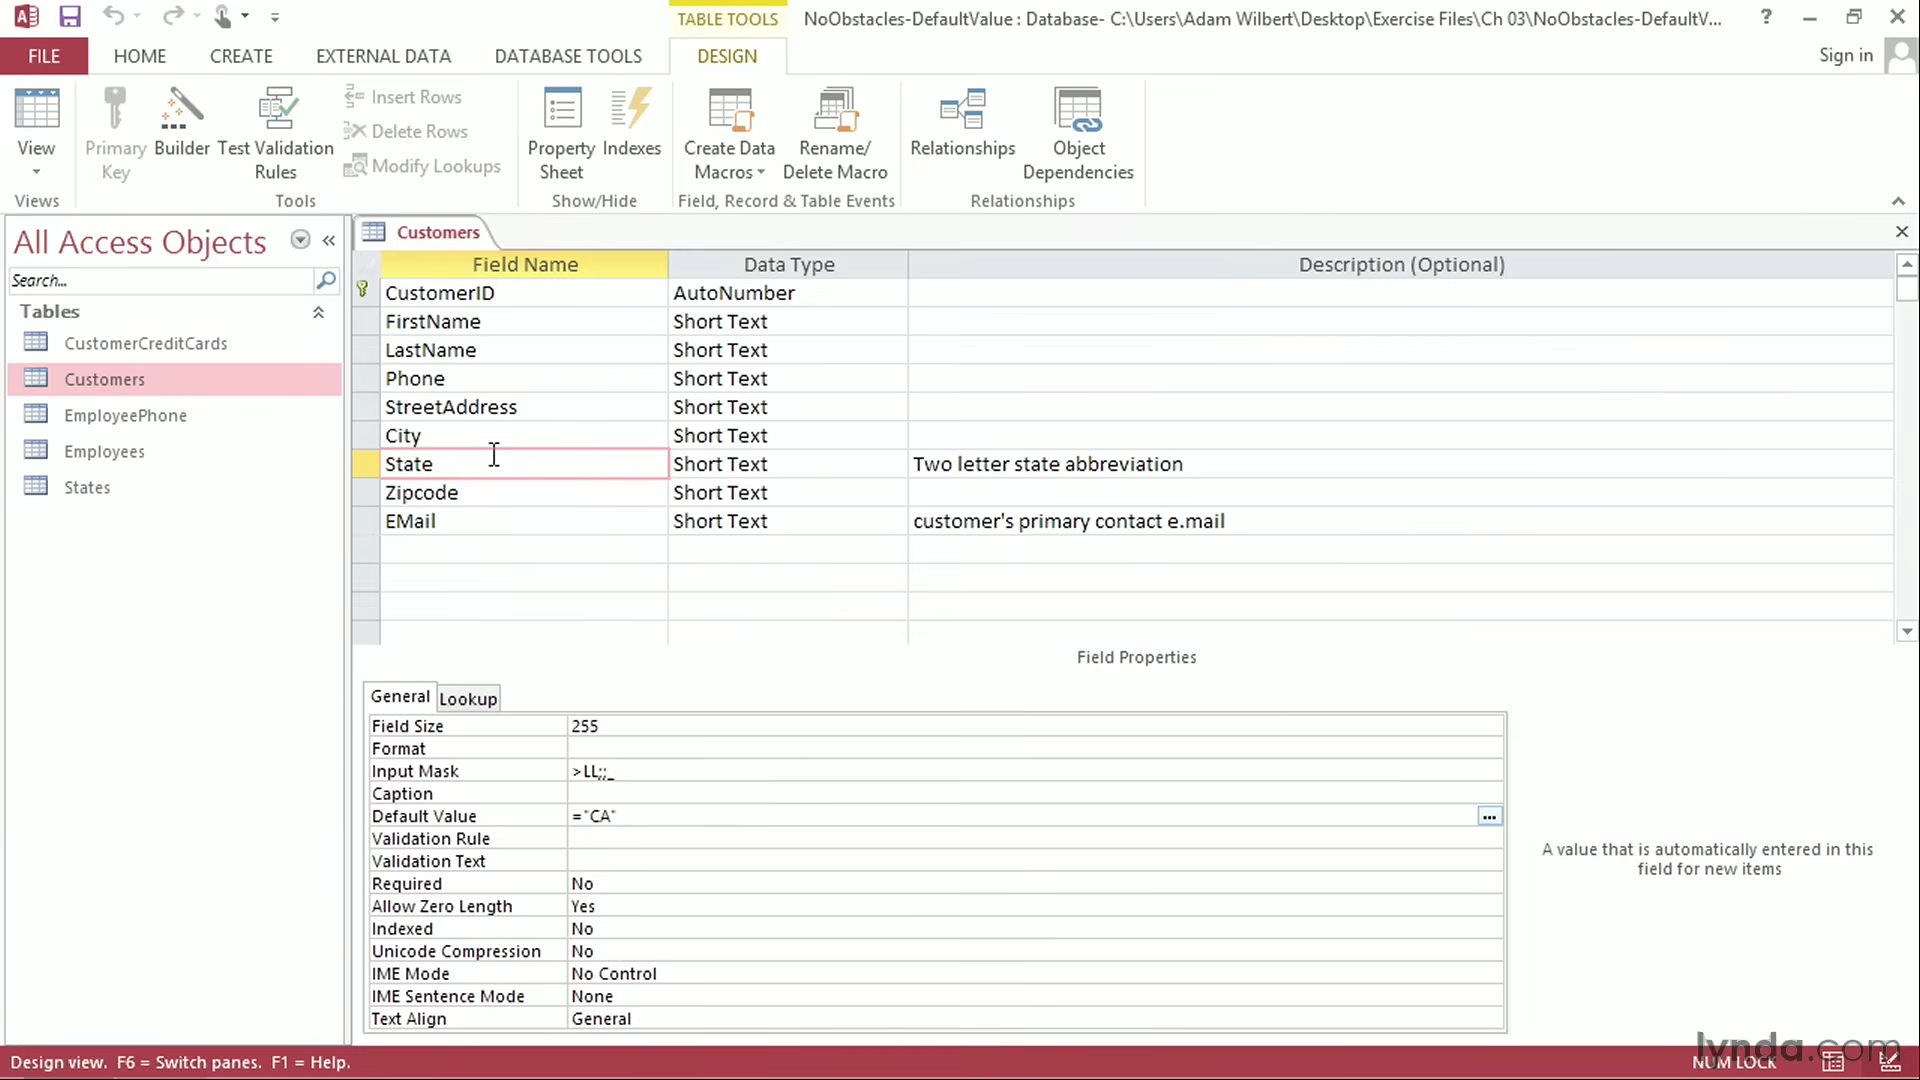 TABLE TOOLS
NoObstacles-DefaultValue : Database- C:\Users\Adam Wilbert\Desktop\Exercise Files\Ch 03\NoObstacles-DefaultV...
?
FILE
HOME
CREATE
EXTERNAL DATA
DATABASE TOOLS
DESIGN
Sign in
View
Primary
Key
Builder
Test Validation
Rules
Insert Rows
Delete Rows
Modify Lookups
Property
Sheet
Indexes
Create Data
Macros
Rename/
Delete Macro
Relationships
Object
Dependencies
Views
Tools
Show/Hide
Field, Record & Table Events
Relationships
All Access Objects
Search...
Tables
CustomerCreditCards
Customers
EmployeePhone
Employees
States
Customers
Field Name Data Type Description (Optional)
CustomerID AutoNumber
FirstName Short Text
LastName Short Text
Phone Short Text
StreetAddress Short Text
City Short Text
State Short Text Two letter state abbreviation
Zipcode Short Text
EMail Short Text customer's primary contact e.mail
Field Properties
General Lookup
Field Size 255
Format
Input Mask >LL;;_
Caption
Default Value ="CA" ...
Validation Rule
Validation Text
Required No
Allow Zero Length Yes
Indexed No
Unicode Compression No
IME Mode No Control
IME Sentence Mode None
Text Align General
A value that is automatically entered in this
field for new items
Design view. F6 = Switch panes. F1 = Help.
NUM LOCK
lynda.com